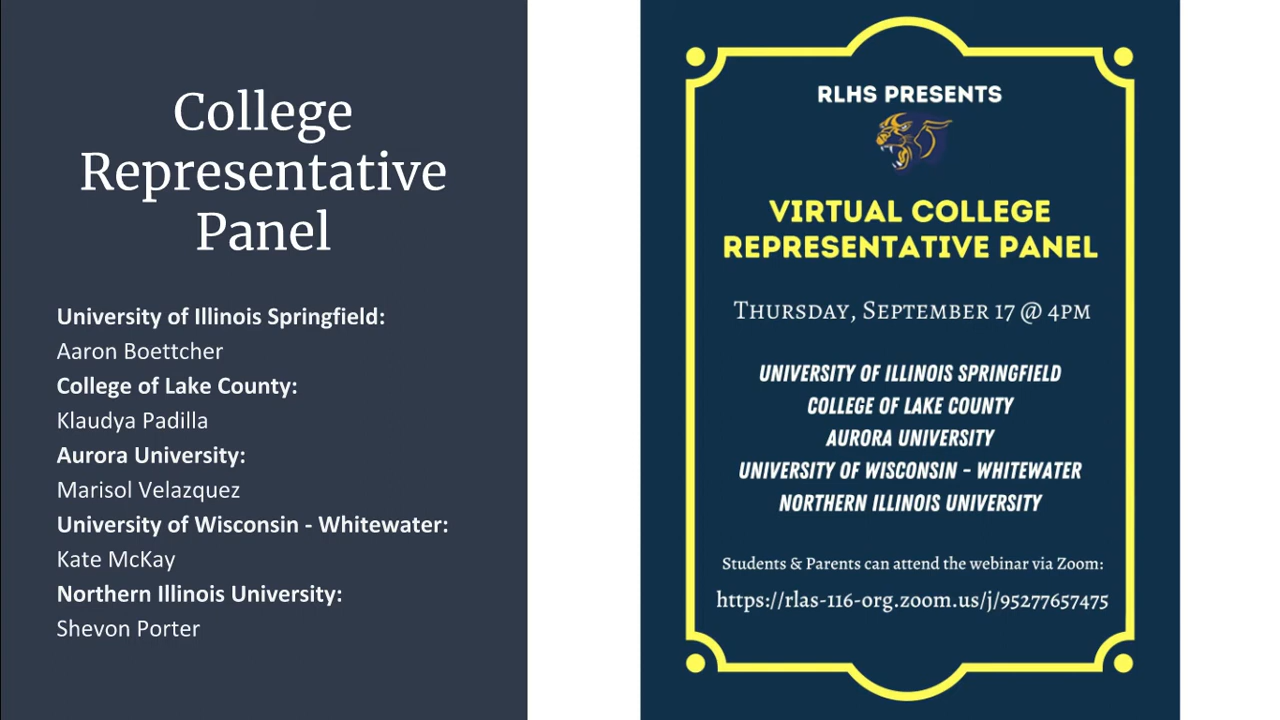 College
Representative
Panel
University of Illinois Springfield:
Aaron Boettcher
College of Lake County:
Klaudya Padilla
Aurora University:
Marisol Velazquez
University of Wisconsin - Whitewater:
Kate McKay
Northern Illinois University:
Shevon Porter
RLHS PRESENTS
VIRTUAL COLLEGE
REPRESENTATIVE PANEL
THURSDAY, SEPTEMBER 17 @ 4PM
UNIVERSITY OF ILLINOIS SPRINGFIELD
COLLEGE OF LAKE COUNTY
AURORA UNIVERSITY
UNIVERSITY OF WISCONSIN - WHITEWATER
NORTHERN ILLINOIS UNIVERSITY
Students & Parents can attend the webinar via Zoom:
https://rlas-116-org.zoom.us/j/95277657475